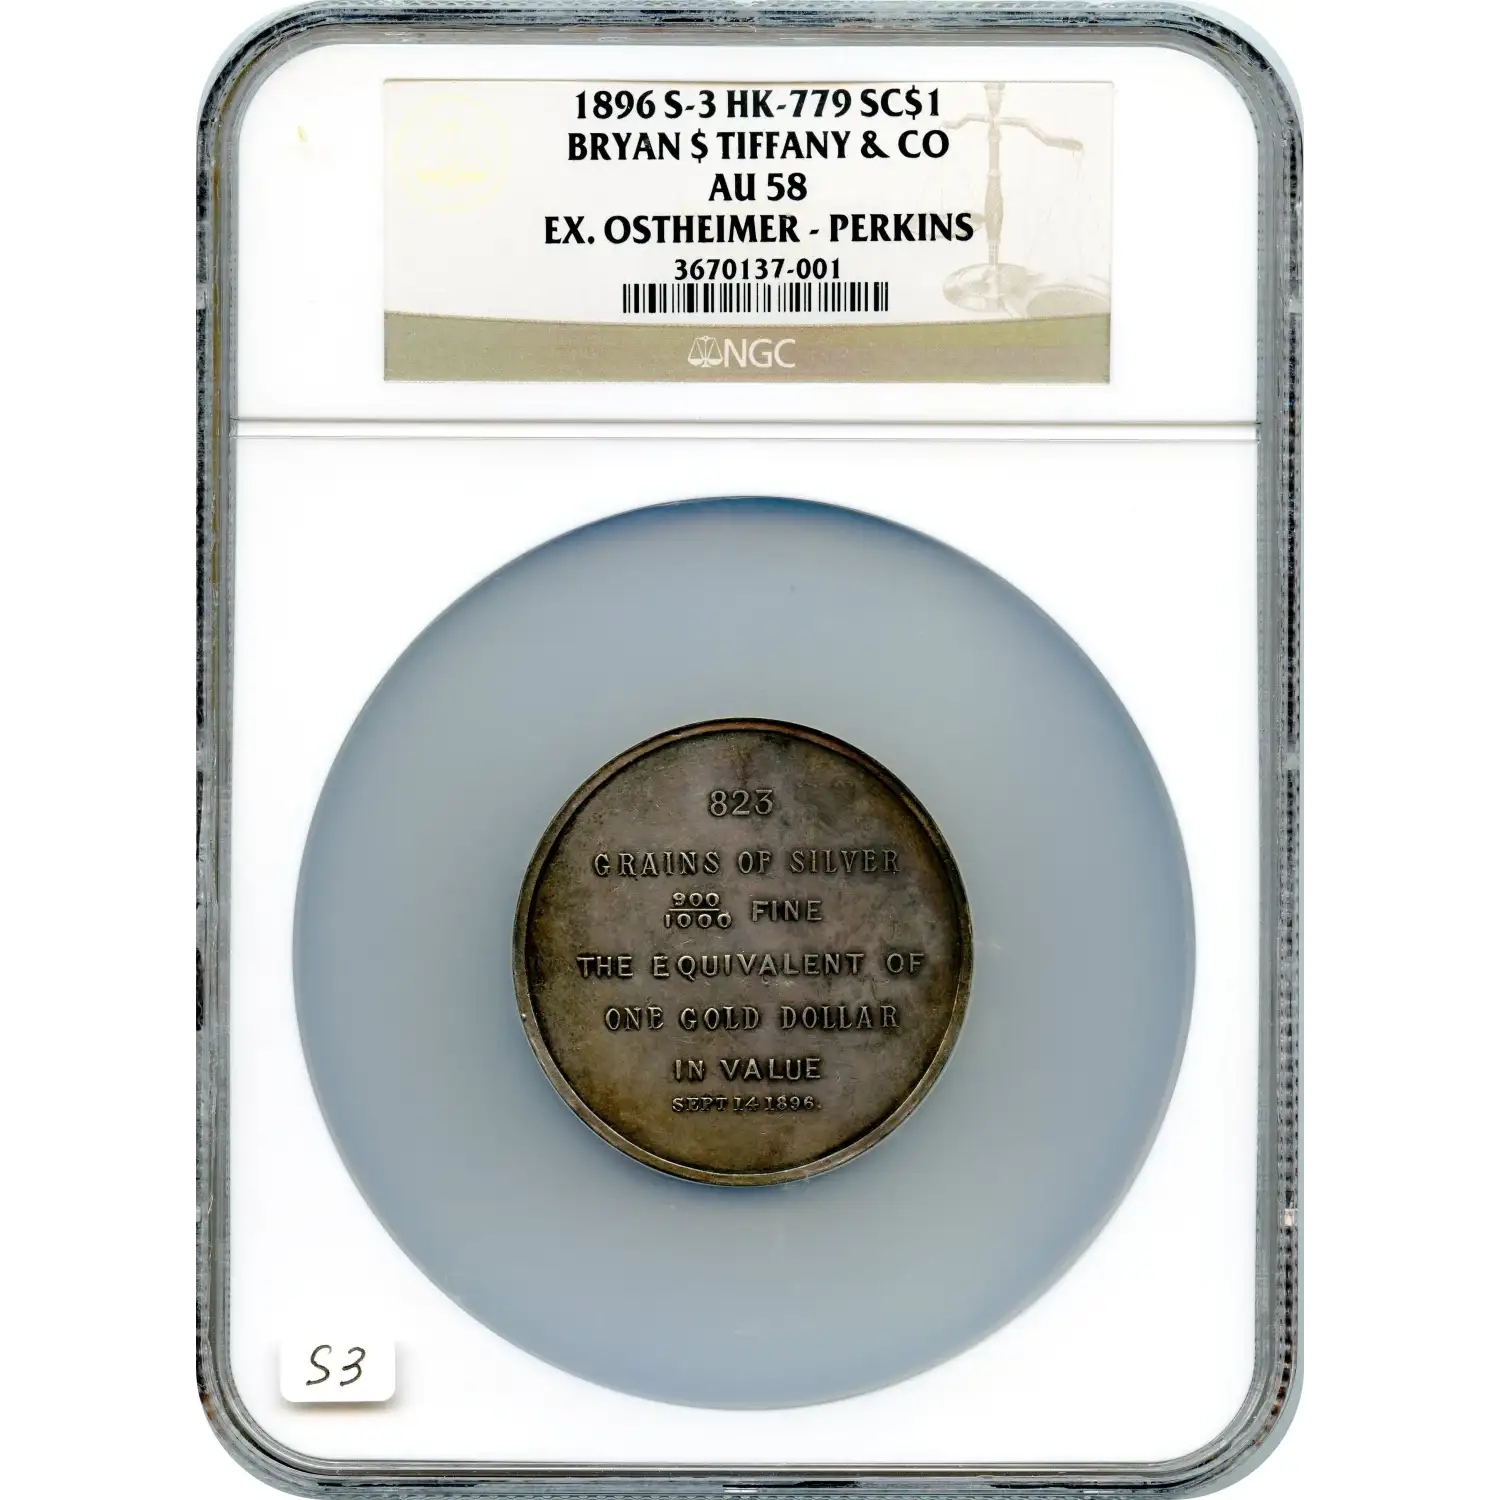 1896 S-3 HK-779 SC$1
BRYAN $ TIFFANY & CO
AU 58
EX. OSTHEIMER - PERKINS
3670137-001
NGC
823
GRAINS OF SILVER
900/1000 FINE
THE EQUIVALENT OF
ONE GOLD DOLLAR
IN VALUE
SEPT 14 1896.
S3